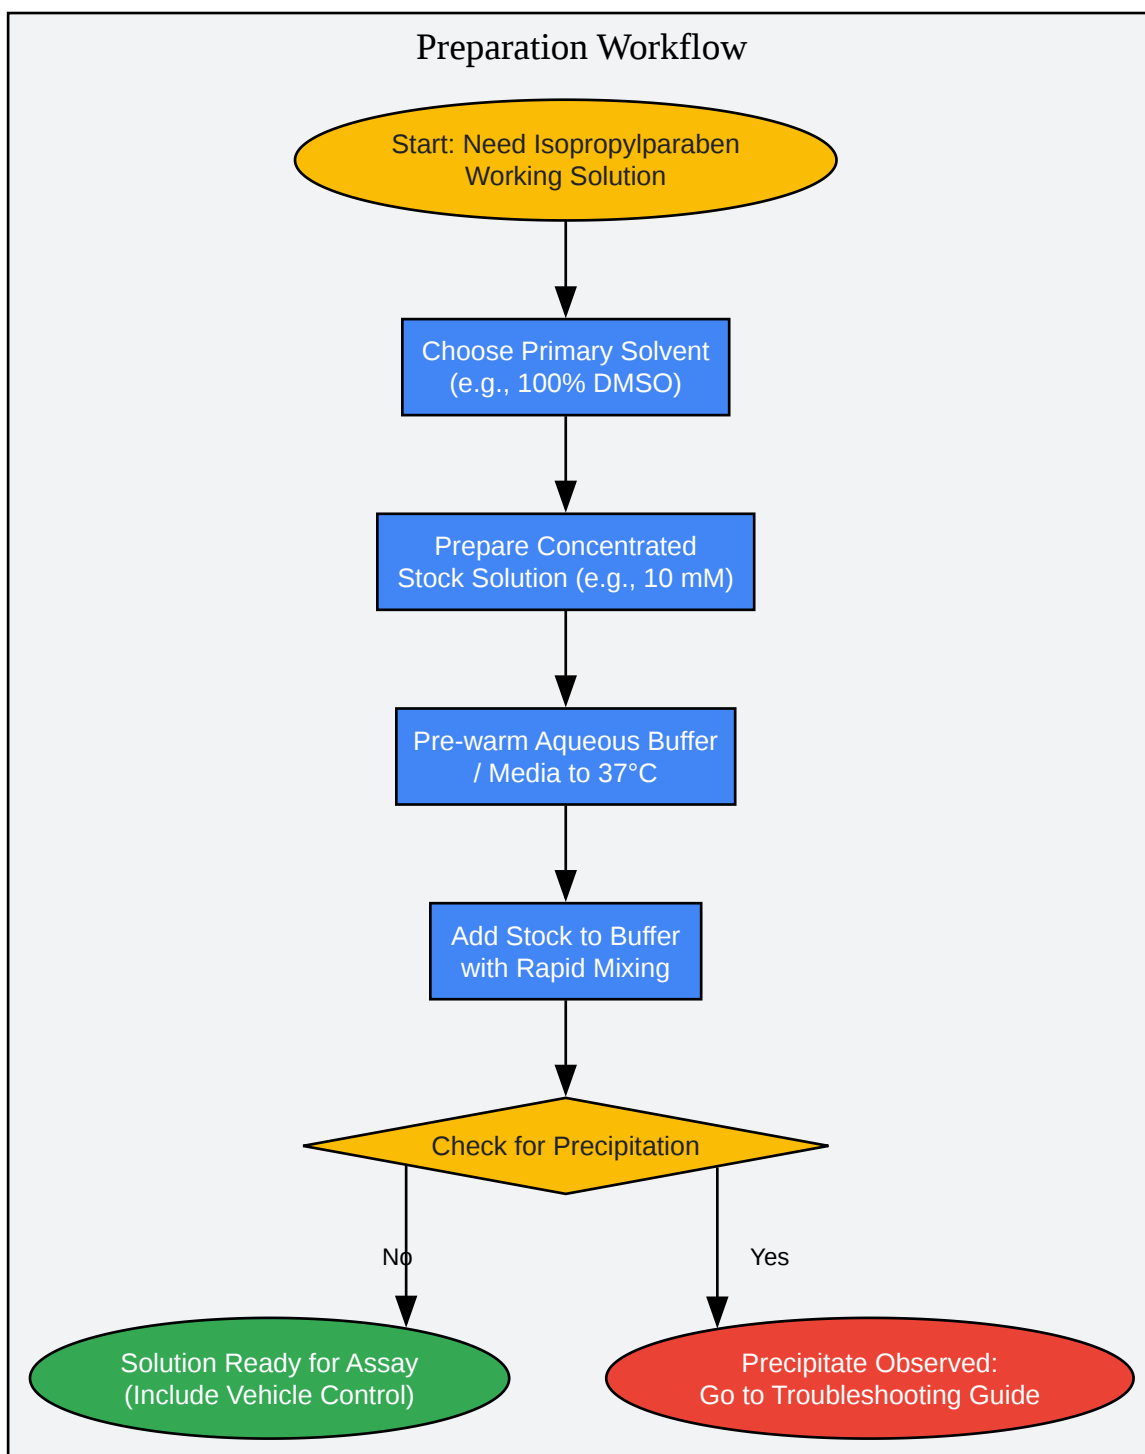 Preparation Workflow
Start: Need Isopropylparaben
Working Solution
Choose Primary Solvent
(e.g., 100% DMSO)
Prepare Concentrated
Stock Solution (e.g., 10 mM)
Pre-warm Aqueous Buffer
/ Media to 37°C
Add Stock to Buffer
with Rapid Mixing
Check for Precipitation
No
Yes
Solution Ready for Assay
(Include Vehicle Control)
Precipitate Observed:
Go to Troubleshooting Guide